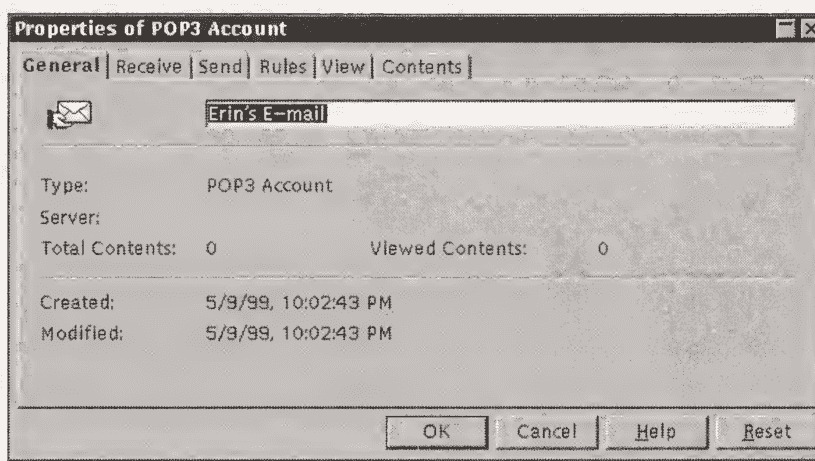 Properties of POP3 Account
General Receive Send Rules View Contents
Erin's E-mail
Type: POP3 Account
Server:
Total Contents: 0 Viewed Contents: 0
Created: 5/9/99, 10:02:43 PM
Modified: 5/9/99, 10:02:43 PM
OK Cancel Help Reset